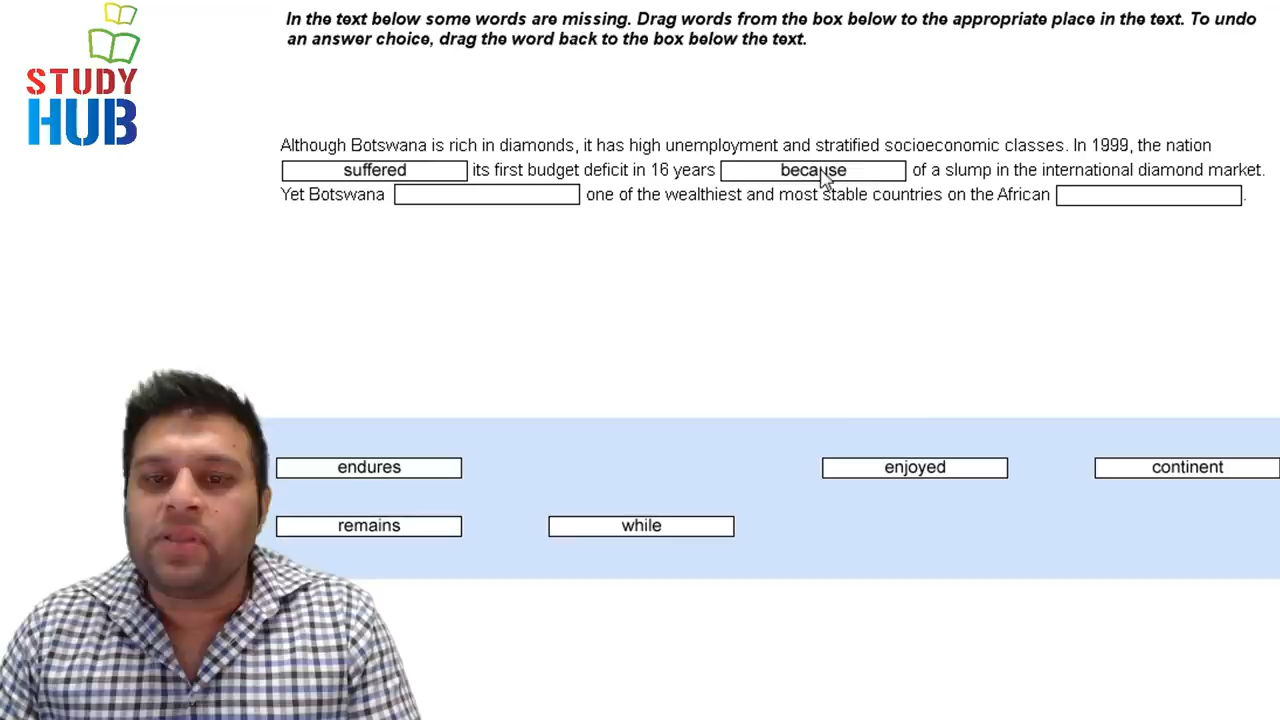 In the text below some words are missing. Drag words from the box below to the appropriate place in the text. To undo
an answer choice, drag the word back to the box below the text.
STUDY
HUB
Although Botswana is rich in diamonds, it has high unemployment and stratified socioeconomic classes. In 1999, the nation
suffered its first budget deficit in 16 years because of a slump in the international diamond market.
Yet Botswana one of the wealthiest and most stable countries on the African .
endures enjoyed continent
remains while